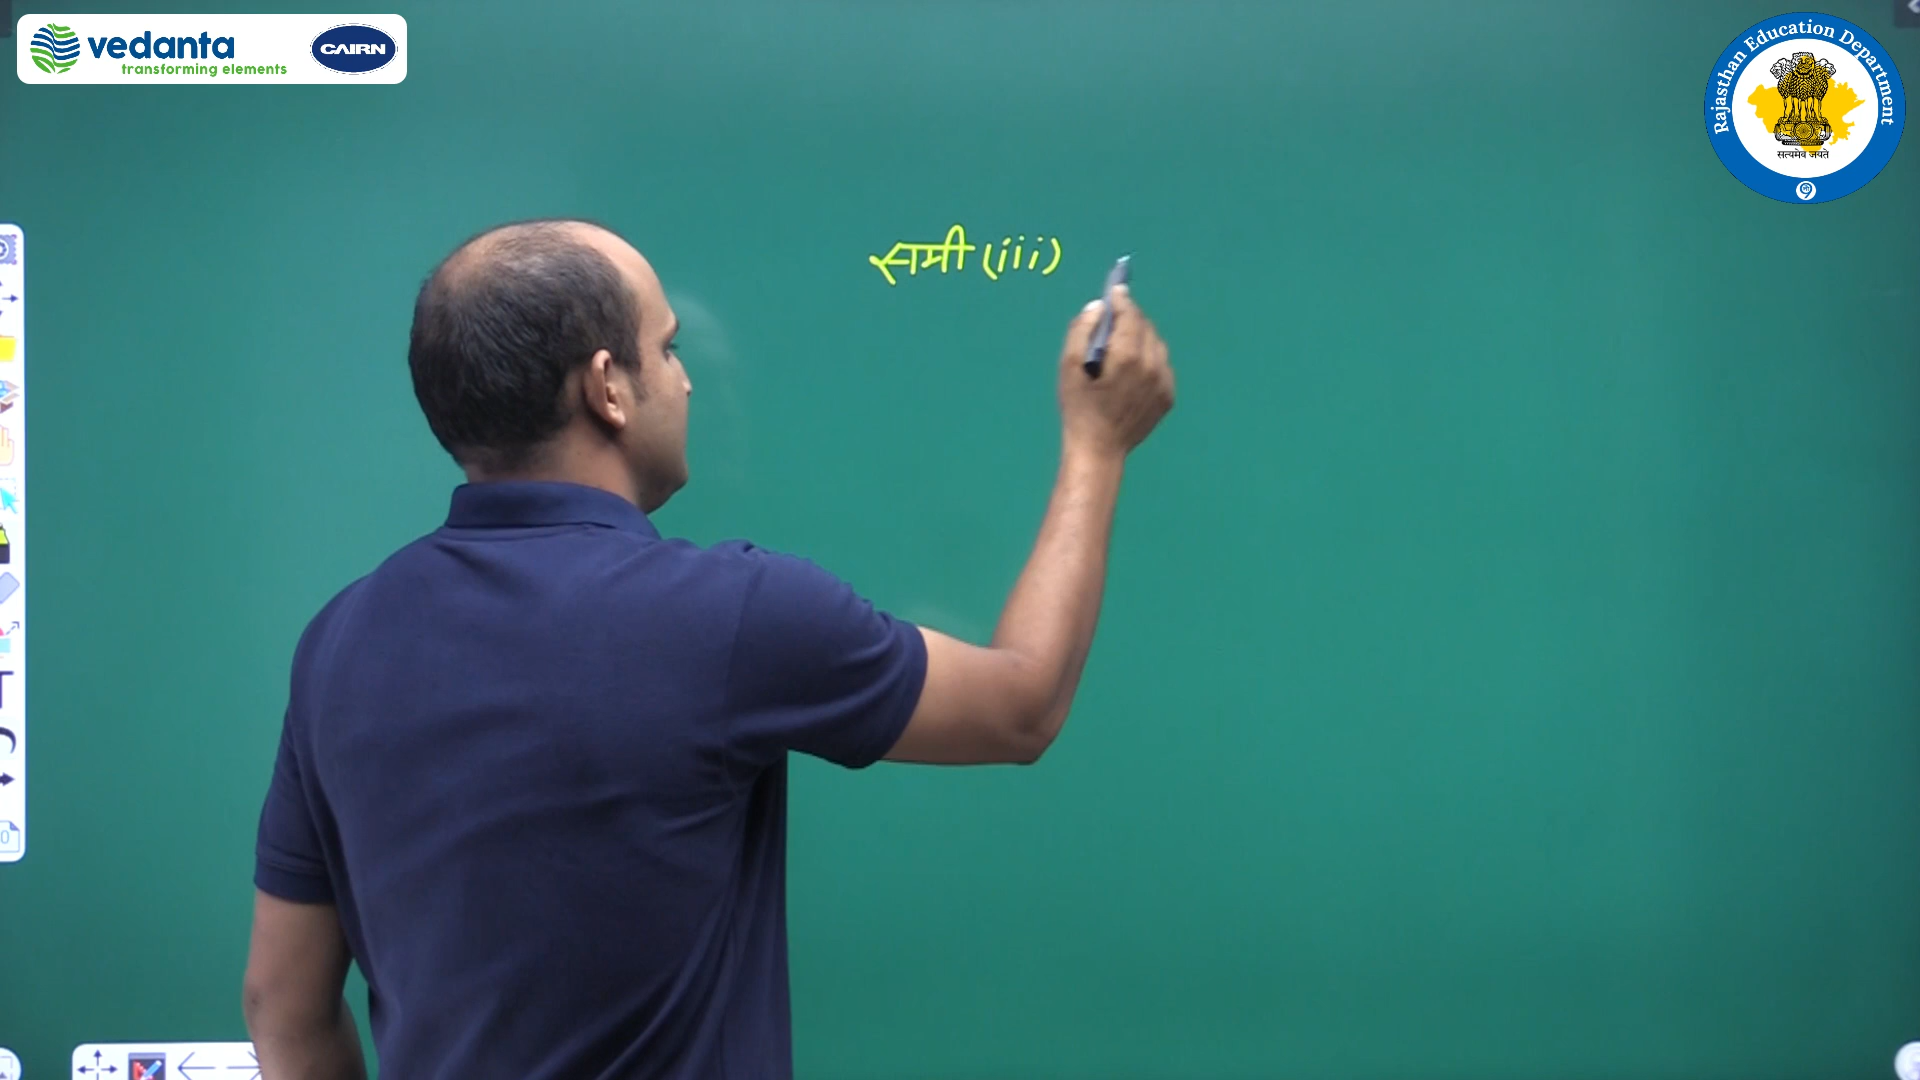 vedanta
transforming elements
CAIRN
Rajasthan Education Department
सत्यमेव जयते
समी (iii)
T